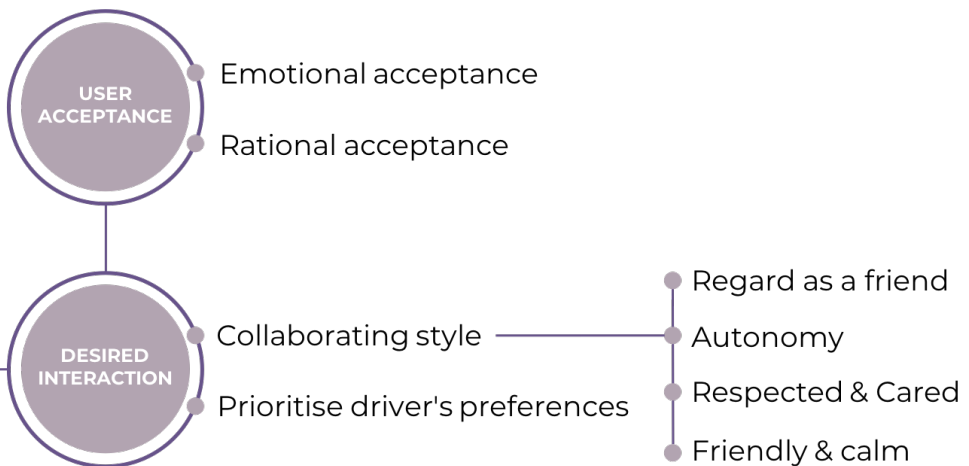 USER
ACCEPTANCE
Emotional acceptance
Rational acceptance
DESIRED
INTERACTION
Collaborating style
Prioritise driver's preferences
Regard as a friend
Autonomy
Respected & Cared
Friendly & calm